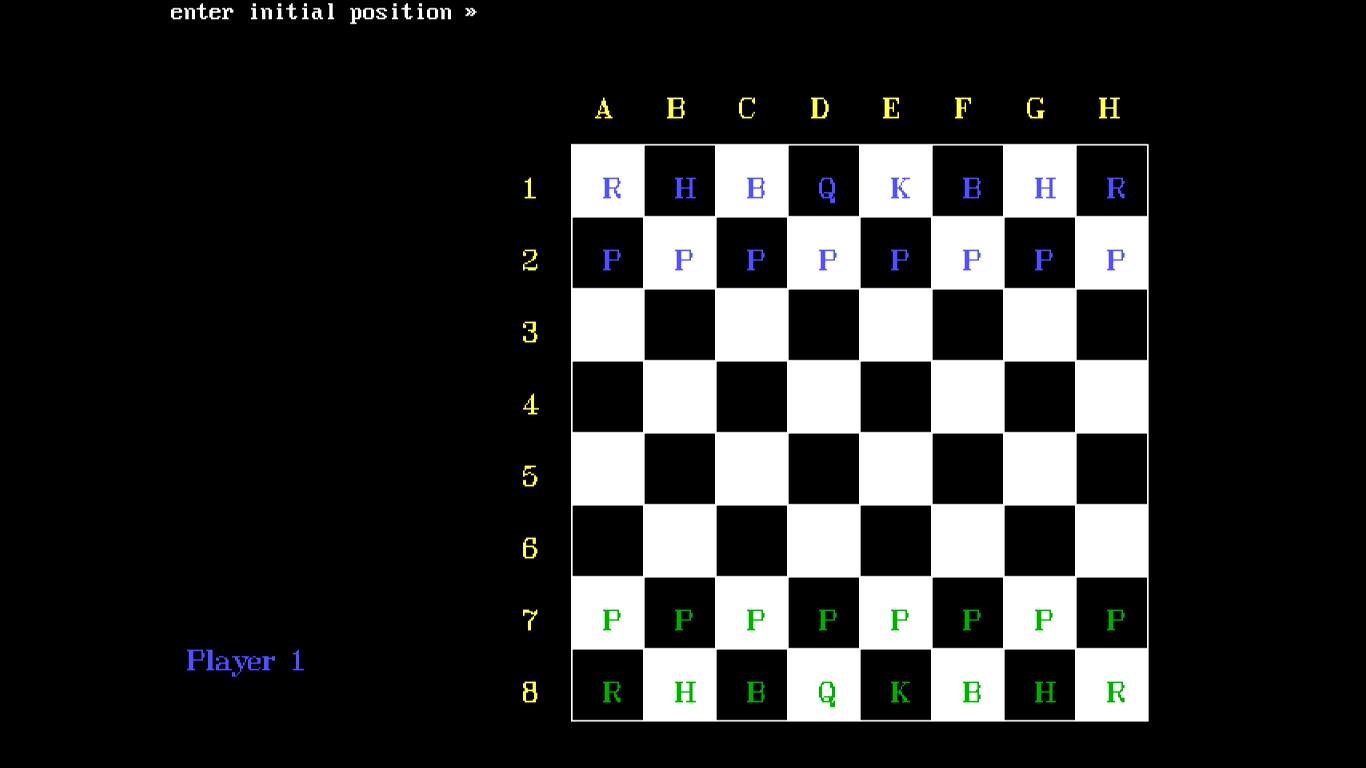 enter initial position »
A B C D E F G H
1 R H B Q K B H R
2 P P P P P P P P
3
4
5
6
7 P P P P P P P P
Player 1
8 R H B Q K B H R